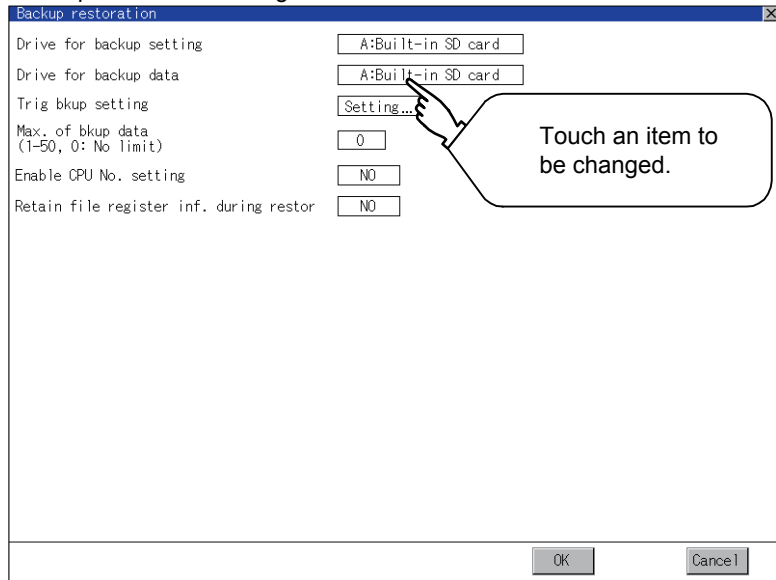 Backup restoration
Drive for backup setting A:Built-in SD card
Drive for backup data A:Built-in SD card
Trig bkup setting Setting...
Max. of bkup data
(1-50, 0: No limit) 0
Enable CPU No. setting NO
Retain file register inf. during restor NO
Touch an item to
be changed.
OK Cancel